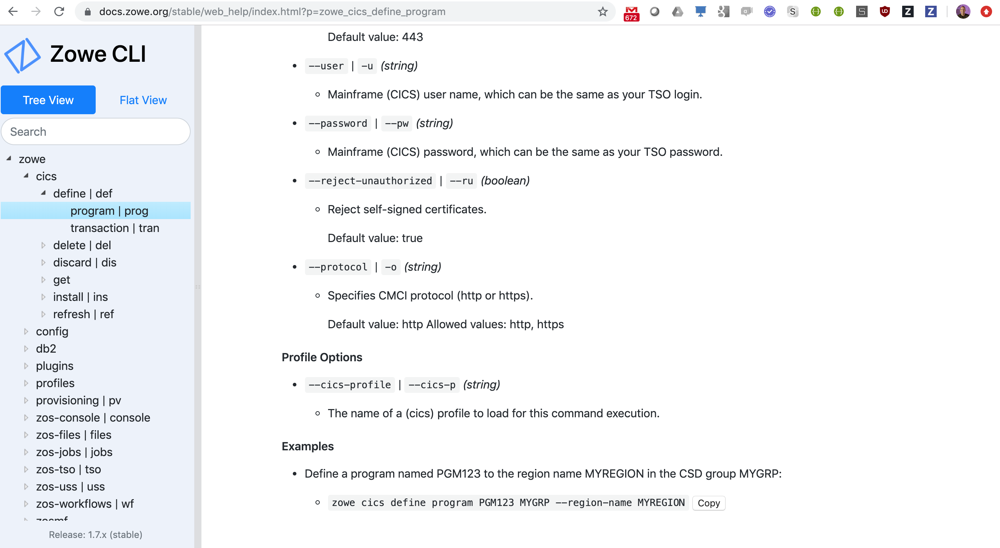 docs.zowe.org/stable/web_help/index.html?p=zowe_cics_define_program
672
Zowe CLI
Tree View
Flat View
Search
zowe
cics
define | def
program | prog
transaction | tran
delete | del
discard | dis
get
install | ins
refresh | ref
config
db2
plugins
profiles
provisioning | pv
zos-console | console
zos-files | files
zos-jobs | jobs
zos-tso | tso
zos-uss | uss
zos-workflows | wf
zosmf
Release: 1.7.x (stable)
Default value: 443
--user | -u (string)
Mainframe (CICS) user name, which can be the same as your TSO login.
--password | --pw (string)
Mainframe (CICS) password, which can be the same as your TSO password.
--reject-unauthorized | --ru (boolean)
Reject self-signed certificates.
Default value: true
--protocol | -o (string)
Specifies CMCI protocol (http or https).
Default value: http Allowed values: http, https
Profile Options
--cics-profile | --cics-p (string)
The name of a (cics) profile to load for this command execution.
Examples
Define a program named PGM123 to the region name MYREGION in the CSD group MYGRP:
zowe cics define program PGM123 MYGRP --region-name MYREGION Copy